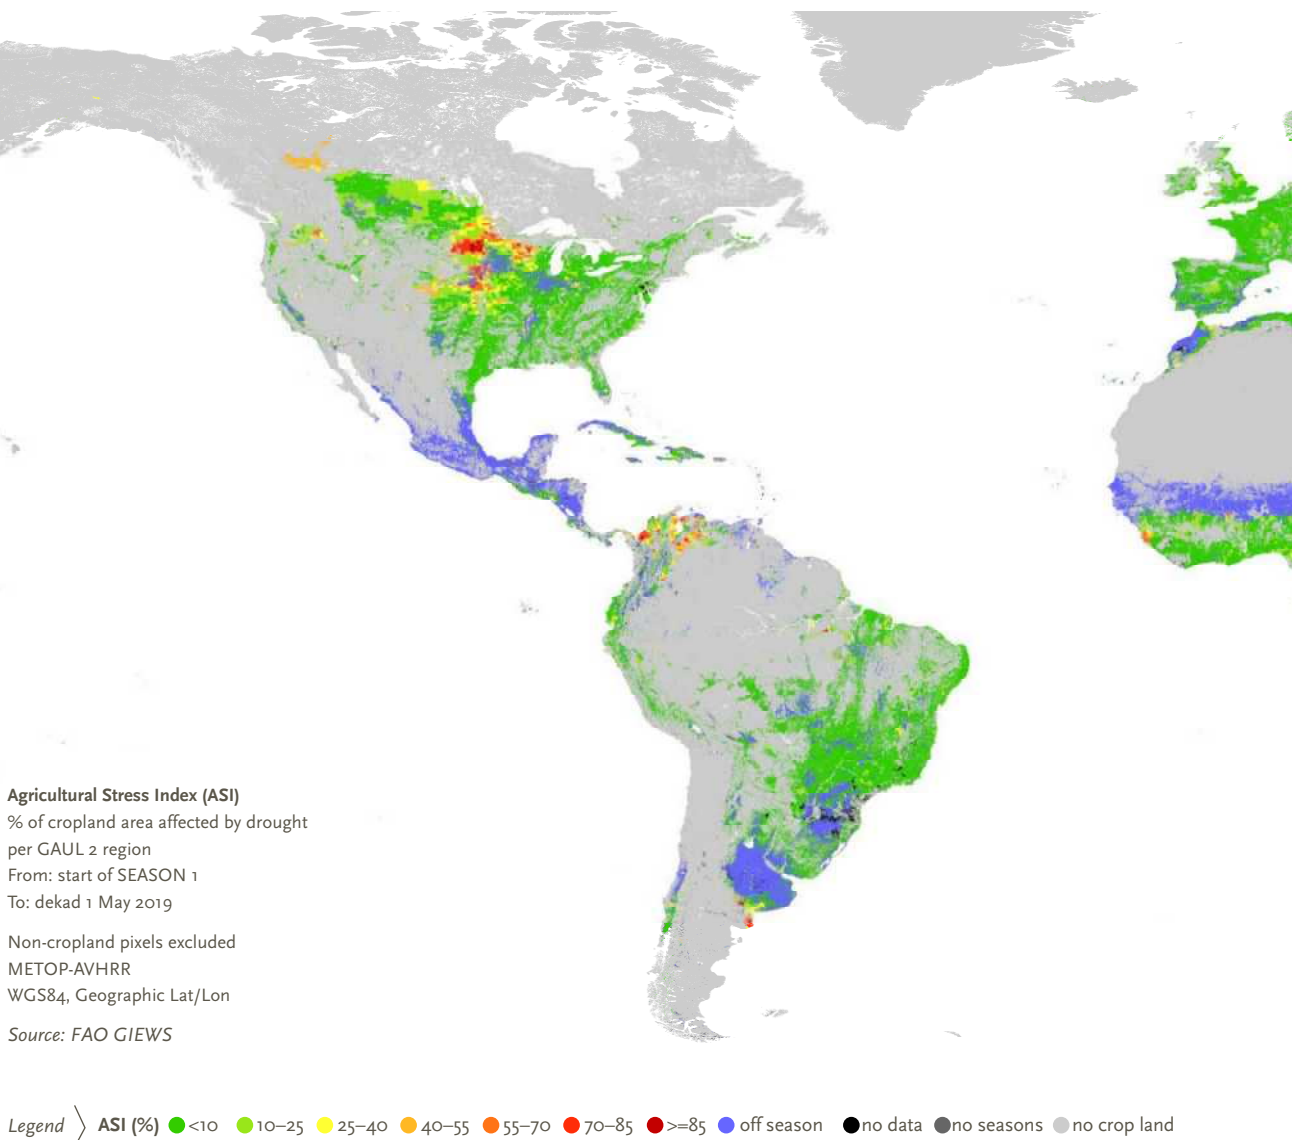 Agricultural Stress Index (ASI)
% of cropland area affected by drought
per GAUL 2 region
From: start of SEASON 1
To: dekad 1 May 2019
Non-cropland pixels excluded
METOP-AVHRR
WGS84, Geographic Lat/Lon
Source: FAO GIEWS
Legend ASI (%) <10 10–25 25–40 40–55 55–70 70–85 >=85 off season no data no seasons no crop land